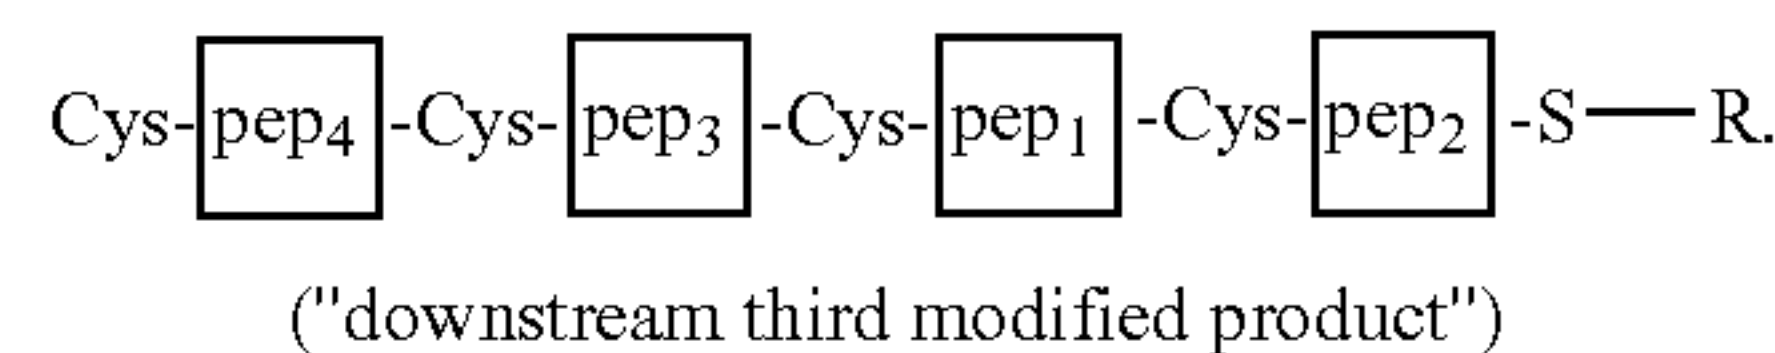 Cys-pep4-Cys-pep3-Cys-pep1-Cys-pep2-S—R.
("downstream third modified product")